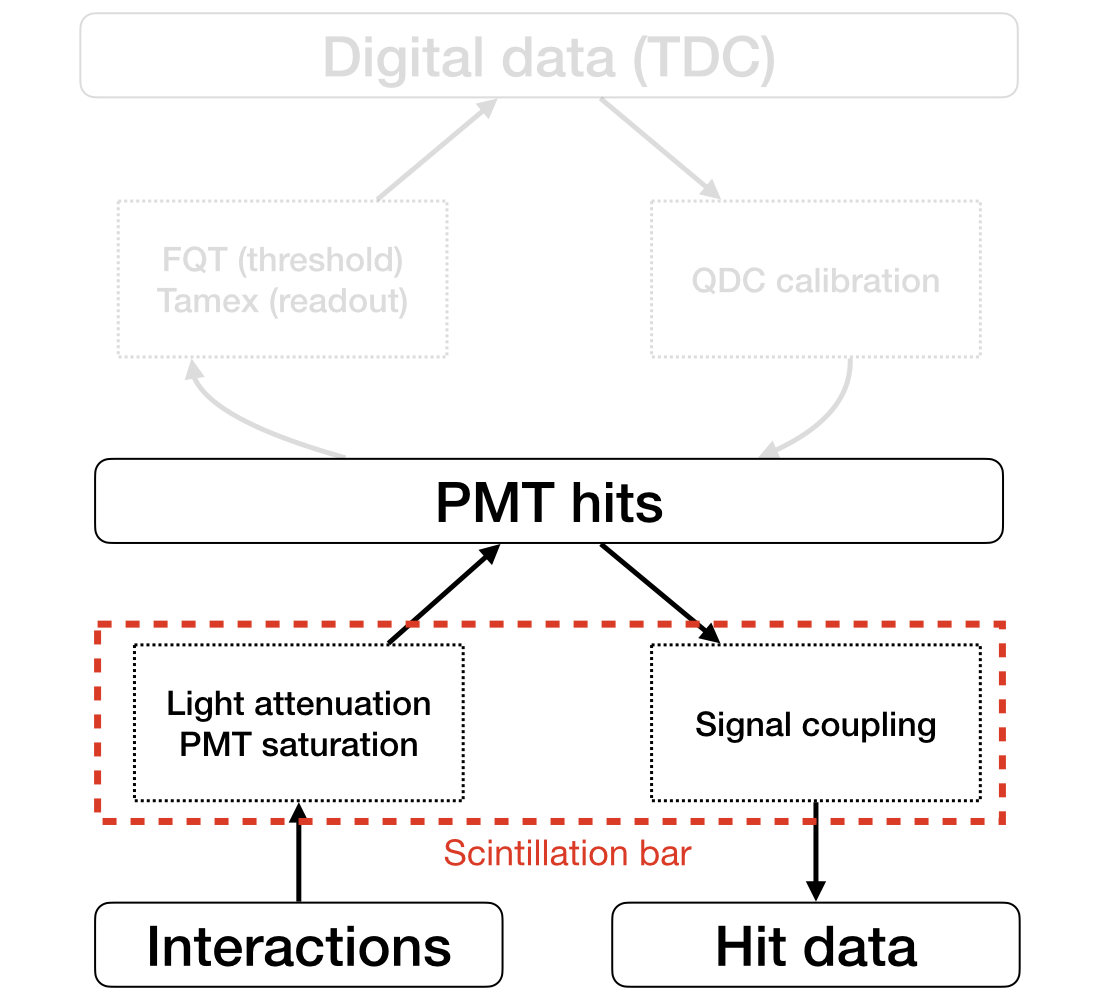 Digital data (TDC)
FQT (threshold)
Tamex (readout)
QDC calibration
PMT hits
Light attenuation
PMT saturation
Signal coupling
Scintillation bar
Interactions
Hit data